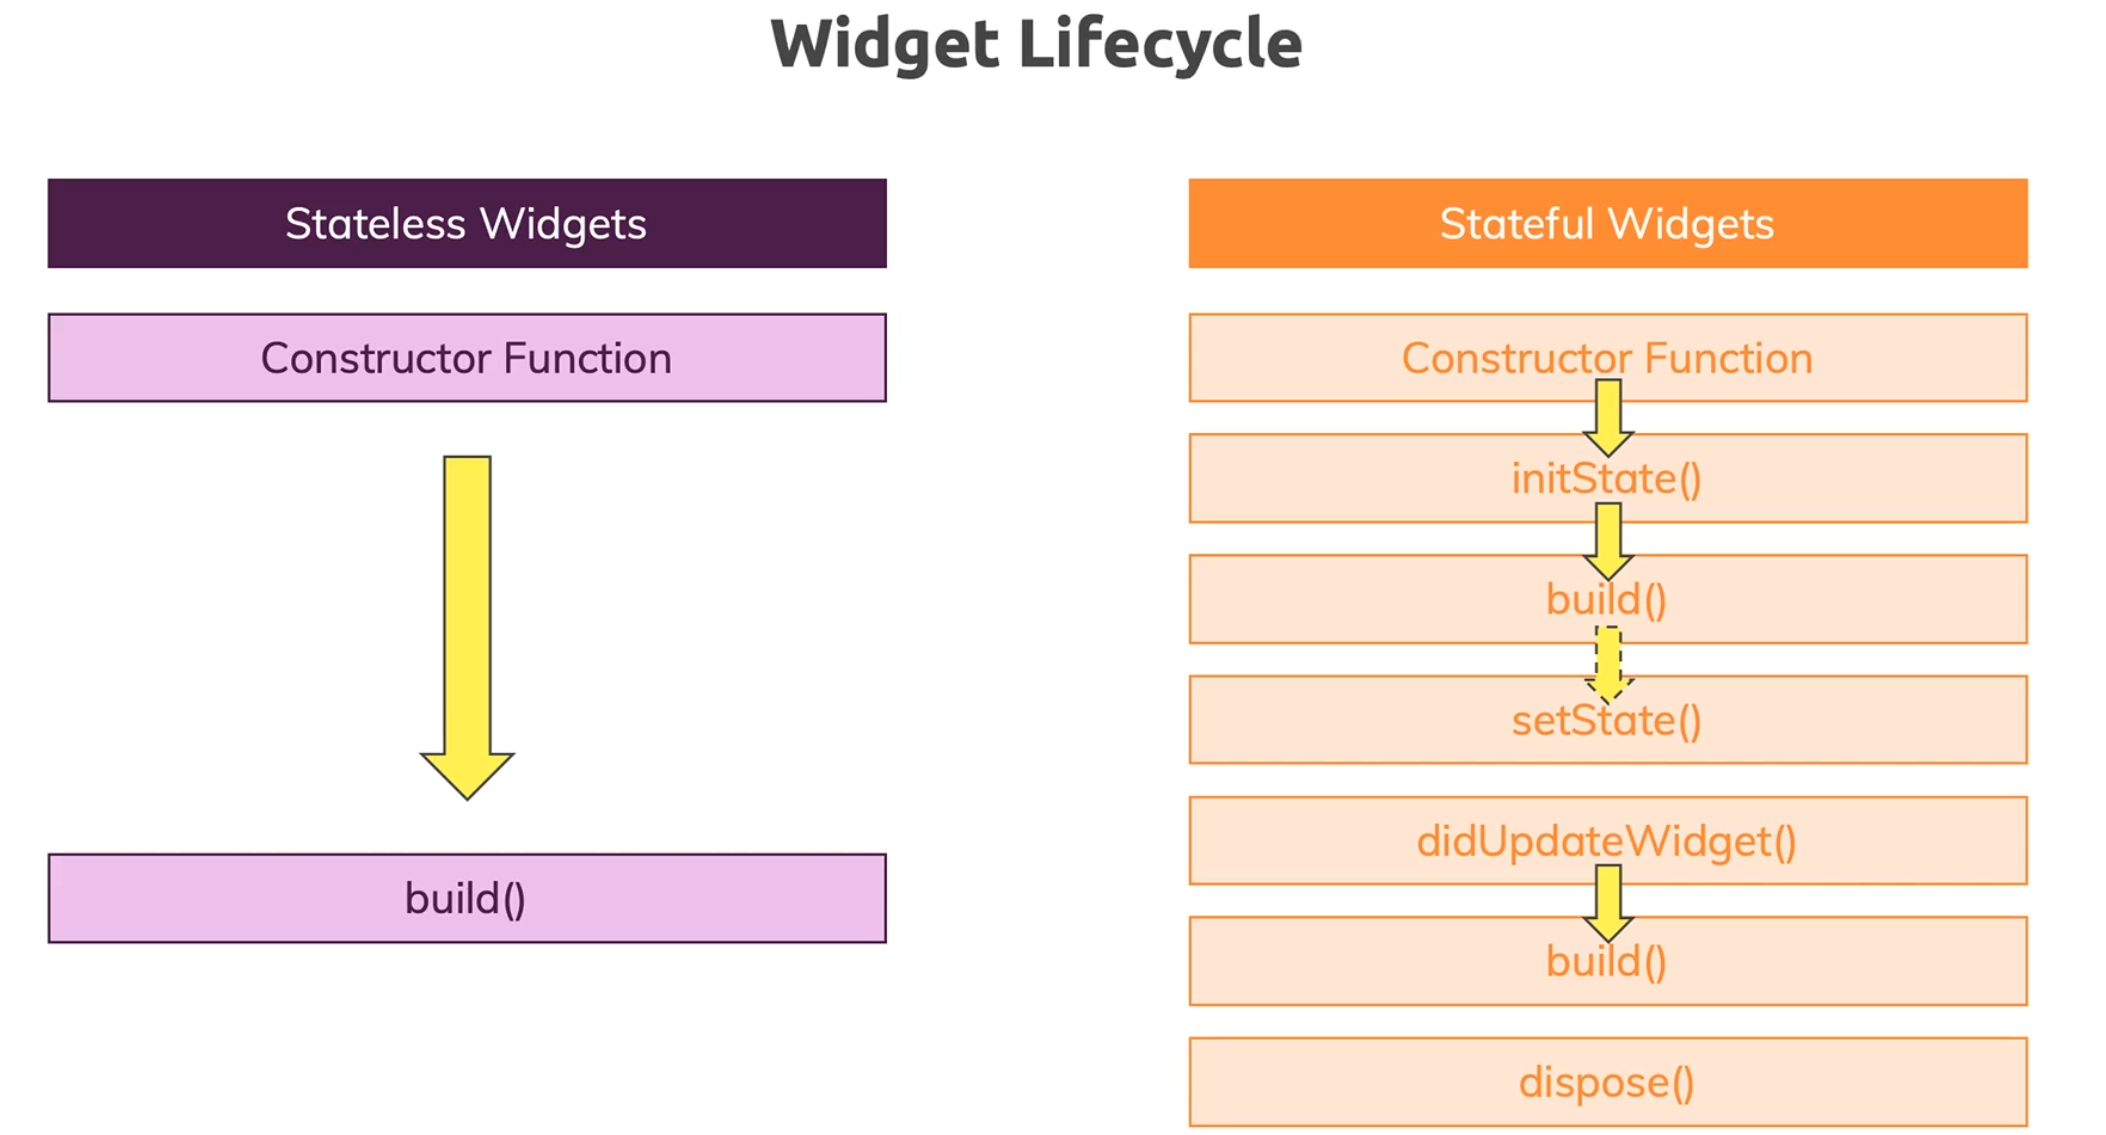 Widget Lifecycle
Stateless Widgets
Constructor Function
build()
Stateful Widgets
Constructor Function
initState()
build()
setState()
didUpdateWidget()
build()
dispose()